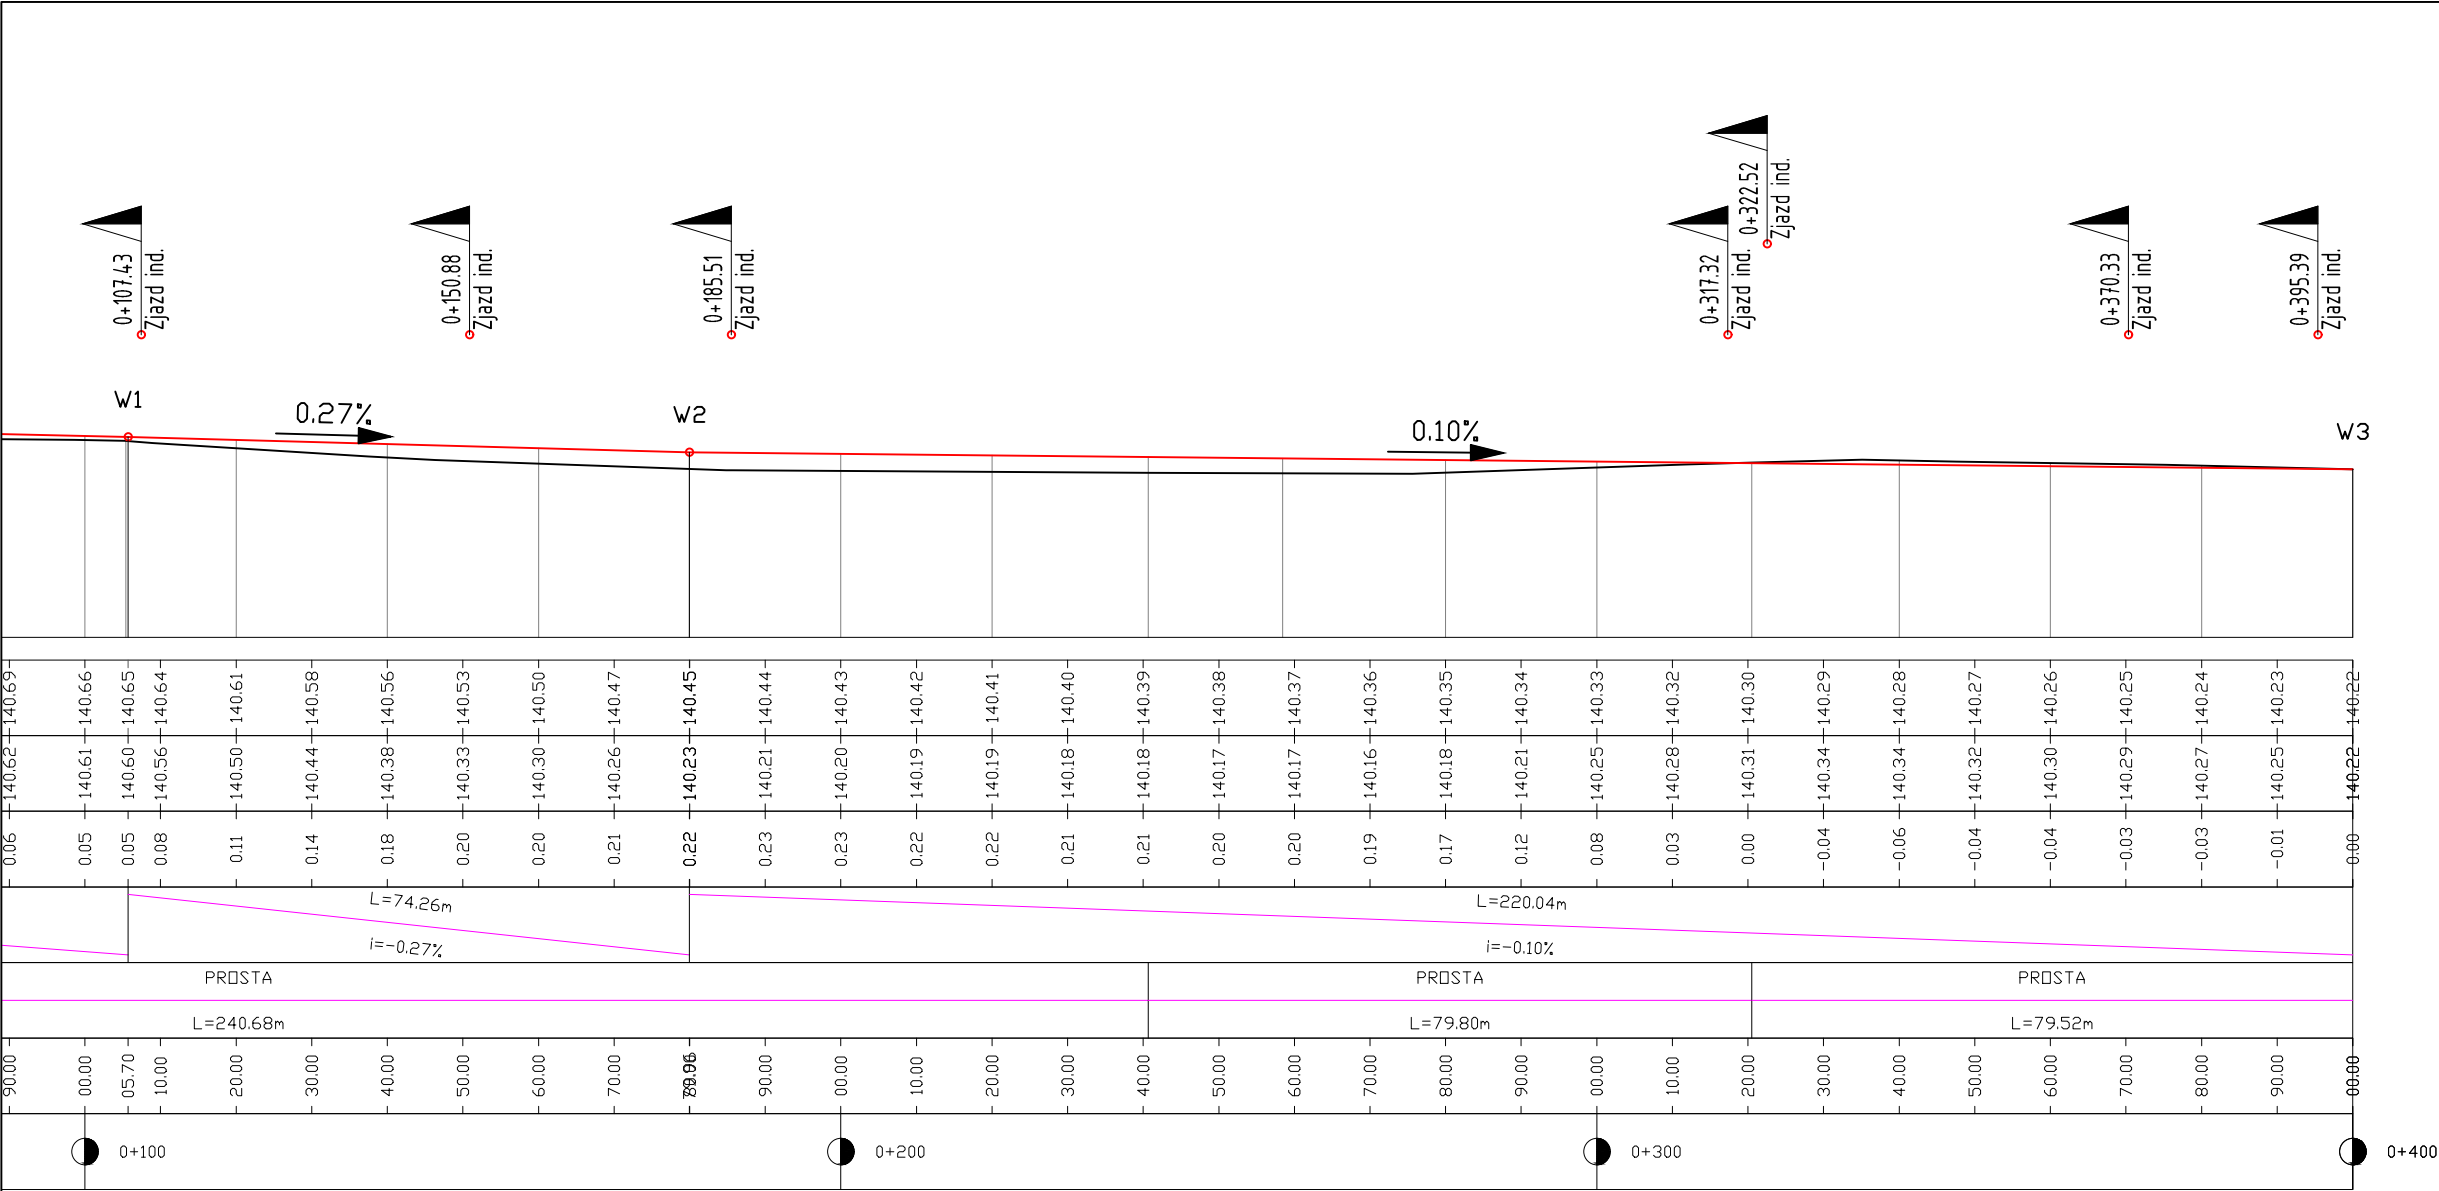 0+322.52
Zjazd ind.
0+107.43
Zjazd ind.
0+150.88
Zjazd ind.
0+185.51
Zjazd ind.
0+317.32
Zjazd ind.
0+370.33
Zjazd ind.
0+395.39
Zjazd ind.
W1
0.27%
W2
0.10%
W3
140.69 140.66 140.65 140.64 140.61 140.58 140.56 140.53 140.50 140.47 140.45 140.44 140.43 140.42 140.41 140.40 140.39 140.38 140.37 140.36 140.35 140.34 140.33 140.32 140.30 140.29 140.28 140.27 140.26 140.25 140.24 140.23 140.22
140.62 140.61 140.60 140.56 140.50 140.44 140.38 140.33 140.30 140.26 140.23 140.21 140.20 140.19 140.19 140.18 140.18 140.17 140.17 140.16 140.18 140.21 140.25 140.28 140.31 140.34 140.34 140.32 140.30 140.29 140.27 140.25 140.22
0.06 0.05 0.05 0.08 0.11 0.14 0.18 0.20 0.20 0.21 0.22 0.23 0.23 0.22 0.22 0.21 0.21 0.20 0.20 0.19 0.17 0.12 0.08 0.03 0.00 -0.04 -0.06 -0.04 -0.04 -0.03 -0.03 -0.01 0.00
L=74.26m
L=220.04m
i=-0.27%
i=-0.10%
PROSTA PROSTA PROSTA
L=240.68m L=79.80m L=79.52m
90.00 00.00 05.70 10.00 20.00 30.00 40.00 50.00 60.00 70.00 90.00 00.00 10.00 20.00 30.00 40.00 50.00 60.00 70.00 80.00 90.00 00.00 10.00 20.00 30.00 40.00 50.00 60.00 70.00 80.00 90.00 00.00
0+100 0+200 0+300 0+400